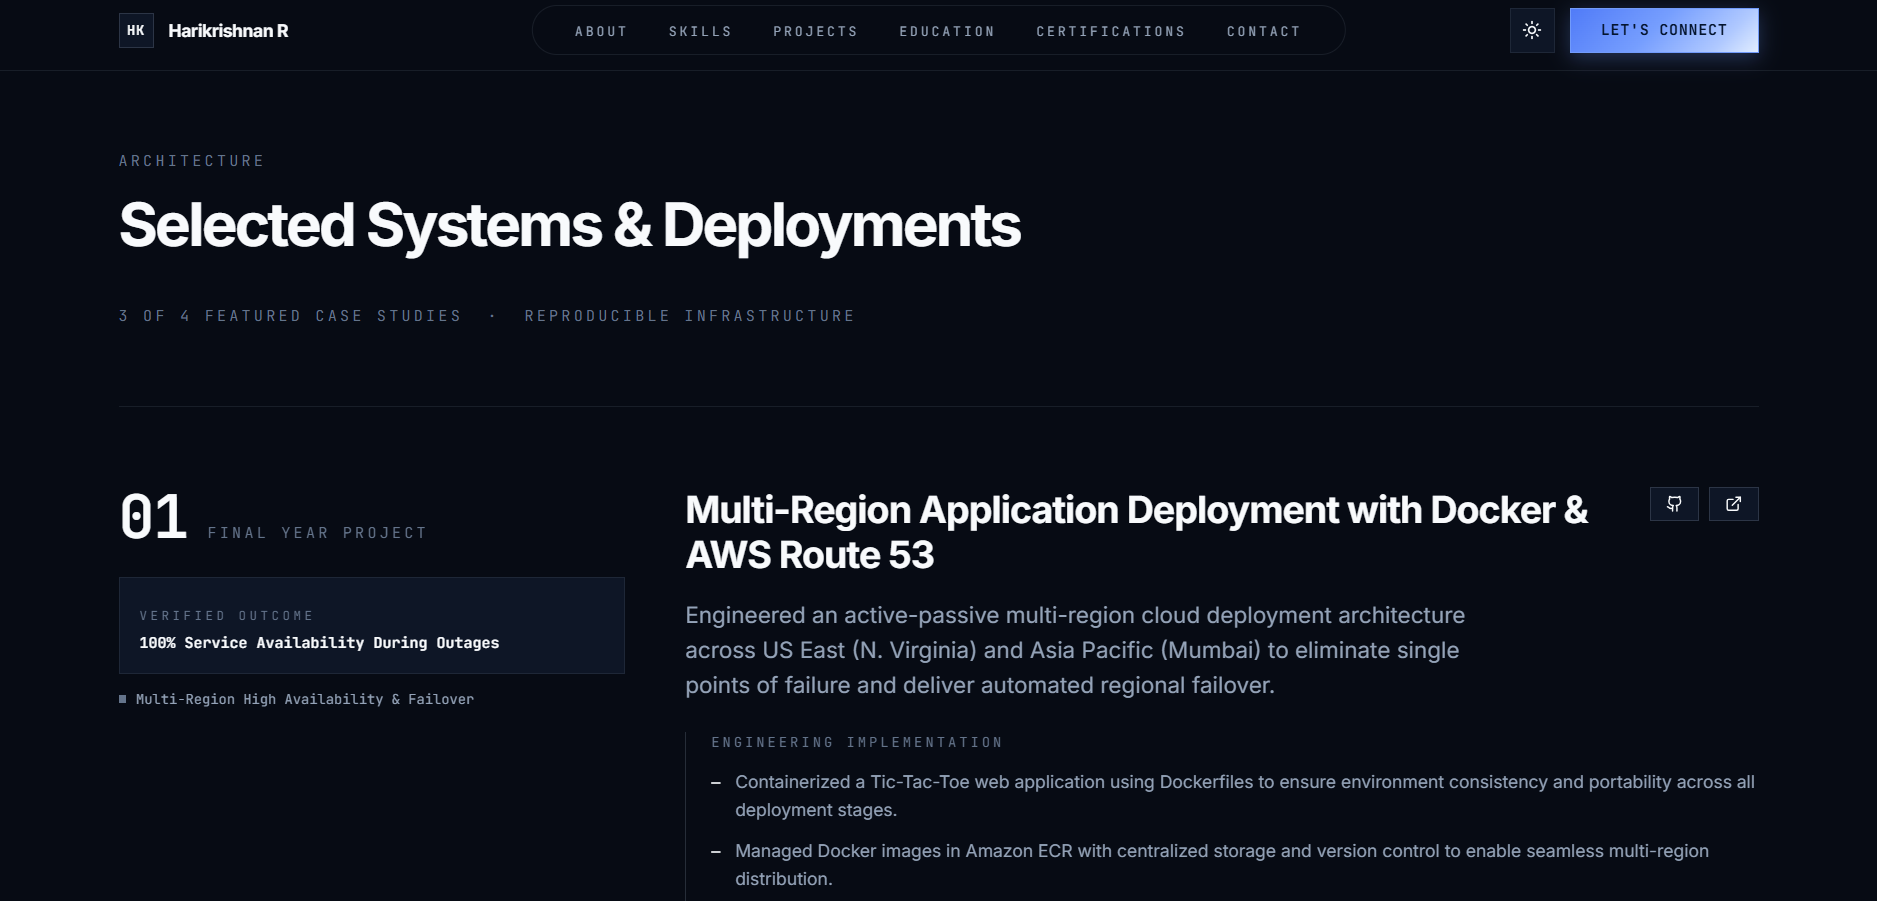 HK Harikrishnan R
ABOUT SKILLS PROJECTS EDUCATION CERTIFICATIONS CONTACT
LET'S CONNECT
ARCHITECTURE
Selected Systems & Deployments
3 OF 4 FEATURED CASE STUDIES · REPRODUCIBLE INFRASTRUCTURE
01 FINAL YEAR PROJECT
VERIFIED OUTCOME
100% Service Availability During Outages
Multi-Region High Availability & Failover
Multi-Region Application Deployment with Docker &
AWS Route 53
Engineered an active-passive multi-region cloud deployment architecture
across US East (N. Virginia) and Asia Pacific (Mumbai) to eliminate single
points of failure and deliver automated regional failover.
ENGINEERING IMPLEMENTATION
– Containerized a Tic-Tac-Toe web application using Dockerfiles to ensure environment consistency and portability across all
deployment stages.
– Managed Docker images in Amazon ECR with centralized storage and version control to enable seamless multi-region
distribution.